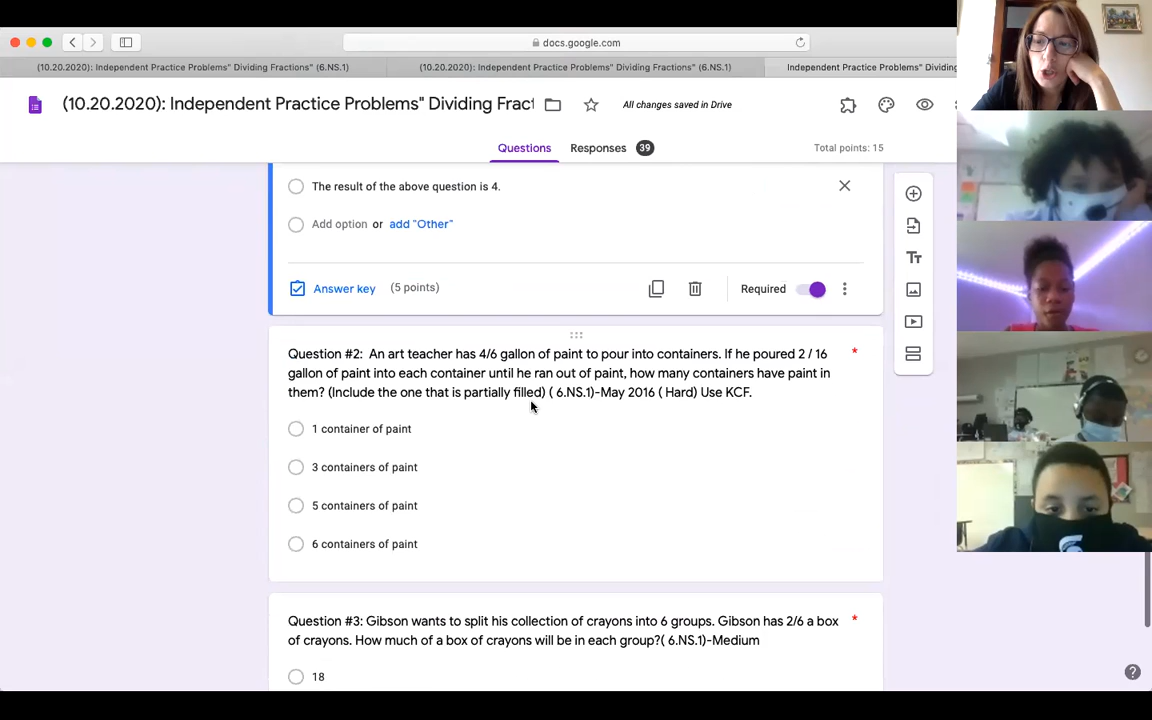 docs.google.com
(10.20.2020): Independent Practice Problems" Dividing Fractions" (6.NS.1)
(10.20.2020): Independent Practice Problems" Dividing Fractions" (6.NS.1)
Independent Practice Problems" Dividing
(10.20.2020): Independent Practice Problems" Dividing Fract
All changes saved in Drive
Questions
Responses 39
Total points: 15
The result of the above question is 4.
Add option or add "Other"
Answer key (5 points)
Required
Question #2: An art teacher has 4/6 gallon of paint to pour into containers. If he poured 2 / 16
gallon of paint into each container until he ran out of paint, how many containers have paint in
them? (Include the one that is partially filled) ( 6.NS.1)-May 2016 ( Hard) Use KCF.
*
1 container of paint
3 containers of paint
5 containers of paint
6 containers of paint
Question #3: Gibson wants to split his collection of crayons into 6 groups. Gibson has 2/6 a box
of crayons. How much of a box of crayons will be in each group?( 6.NS.1)-Medium
*
18